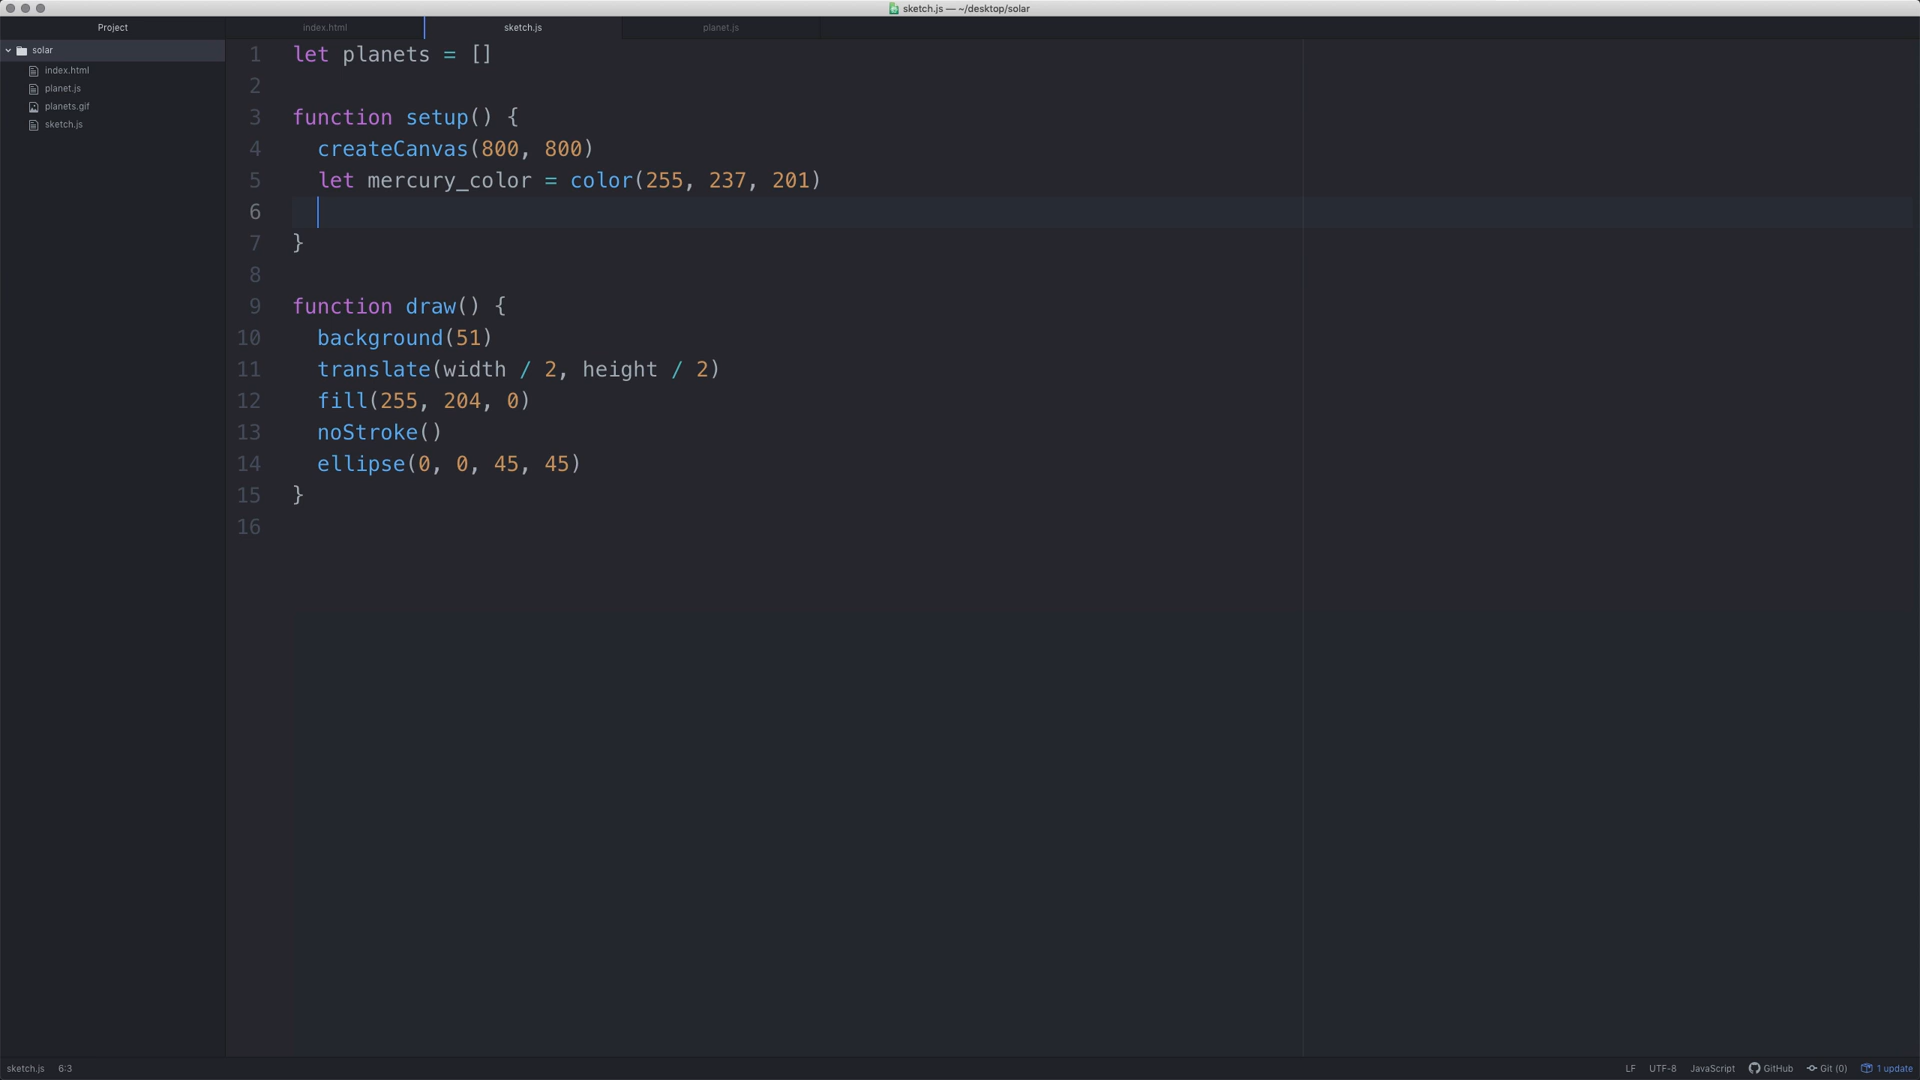 sketch.js — ~/desktop/solar
Project
index.html
sketch.js
planet.js
solar
index.html
planet.js
planets.gif
sketch.js
1 let planets = []
2
3 function setup() {
4   createCanvas(800, 800)
5   let mercury_color = color(255, 237, 201)
6
7 }
8
9 function draw() {
10   background(51)
11   translate(width / 2, height / 2)
12   fill(255, 204, 0)
13   noStroke()
14   ellipse(0, 0, 45, 45)
15 }
16
sketch.js 6:3
LF UTF-8 JavaScript GitHub Git (0) 1 update